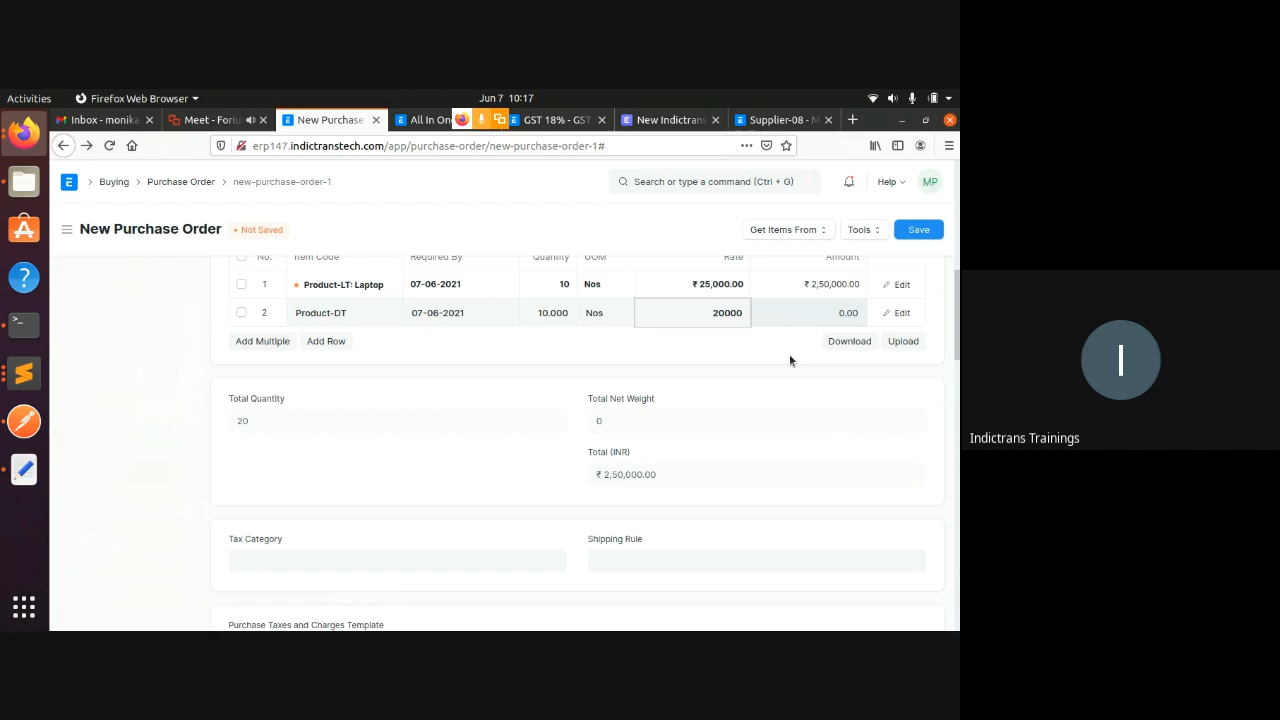 Activities
Firefox Web Browser
Jun 7 10:17
Inbox - monika
Meet - Foriu
New Purchase
All In On
GST 18% - GS
New Indictrans
Supplier-08 - M
erp147.indictranstech.com/app/purchase-order/new-purchase-order-1#
E
Buying
Purchase Order
new-purchase-order-1
Search or type a command (Ctrl + G)
Help
MP
New Purchase Order
Not Saved
Get Items From
Tools
Save
No.
Item Code
Required By
Quantity
UOM
Rate
Amount
1
Product-LT: Laptop
07-06-2021
10
Nos
₹ 25,000.00
₹ 2,50,000.00
Edit
2
Product-DT
07-06-2021
10.000
Nos
20000
0.00
Edit
Add Multiple
Add Row
Download
Upload
Total Quantity
Total Net Weight
20
0
Total (INR)
₹ 2,50,000.00
Tax Category
Shipping Rule
Purchase Taxes and Charges Template
I
Indictrans Trainings